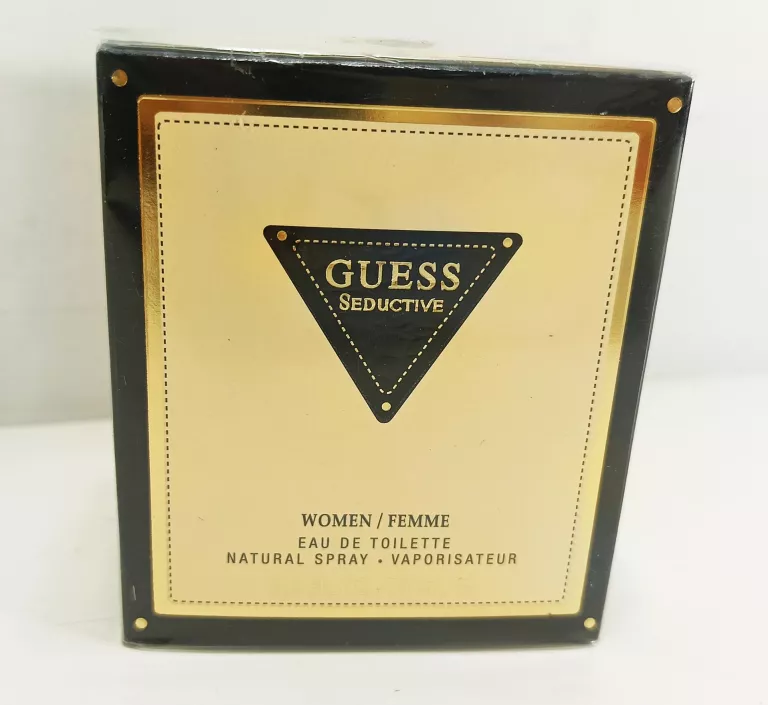 GUESS
SEDUCTIVE
WOMEN / FEMME
EAU DE TOILETTE
NATURAL SPRAY • VAPORISATEUR